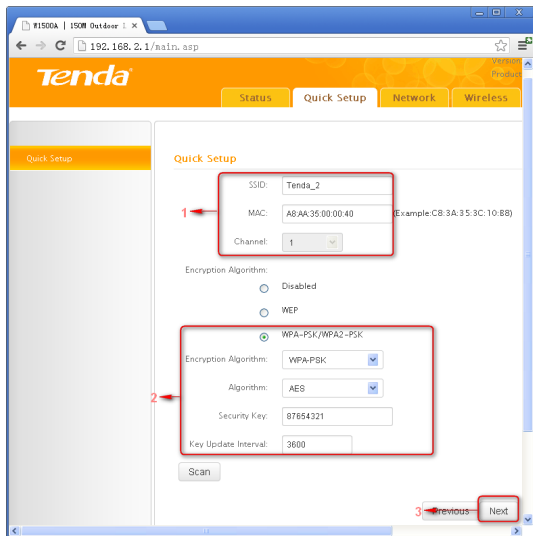 W1500A | 150M Outdoor
192.168.2.1/main.asp
Tenda
Version
Product
Status Quick Setup Network Wireless
Quick Setup
Quick Setup
SSID: Tenda_2
1
MAC: A8:AA:35:00:00:40 (Example:C8:3A:35:3C:10:B8)
Channel: 1
Encryption Algorithm:
Disabled
WEP
WPA-PSK/WPA2-PSK
Encryption Algorithm: WPA-PSK
2
Algorithm: AES
Security Key: 87654321
Key Update Interval: 3600
Scan
3 Previous Next